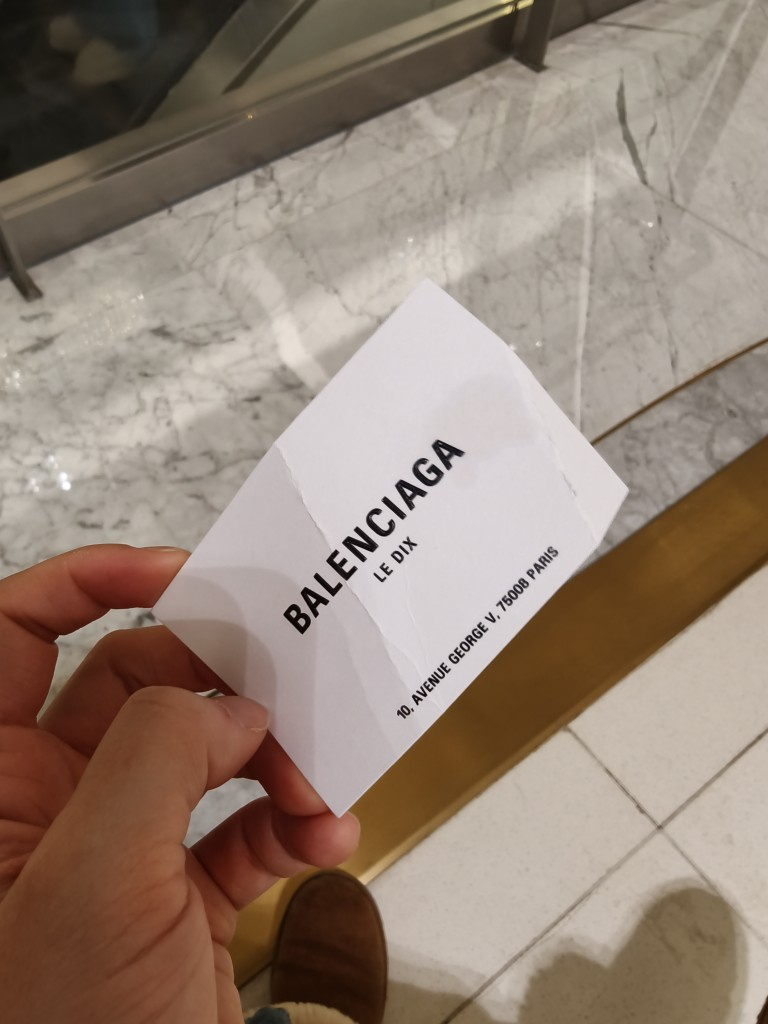 BALENCIAGA
LE DIX
10, AVENUE GEORGE V, 75008 PARIS